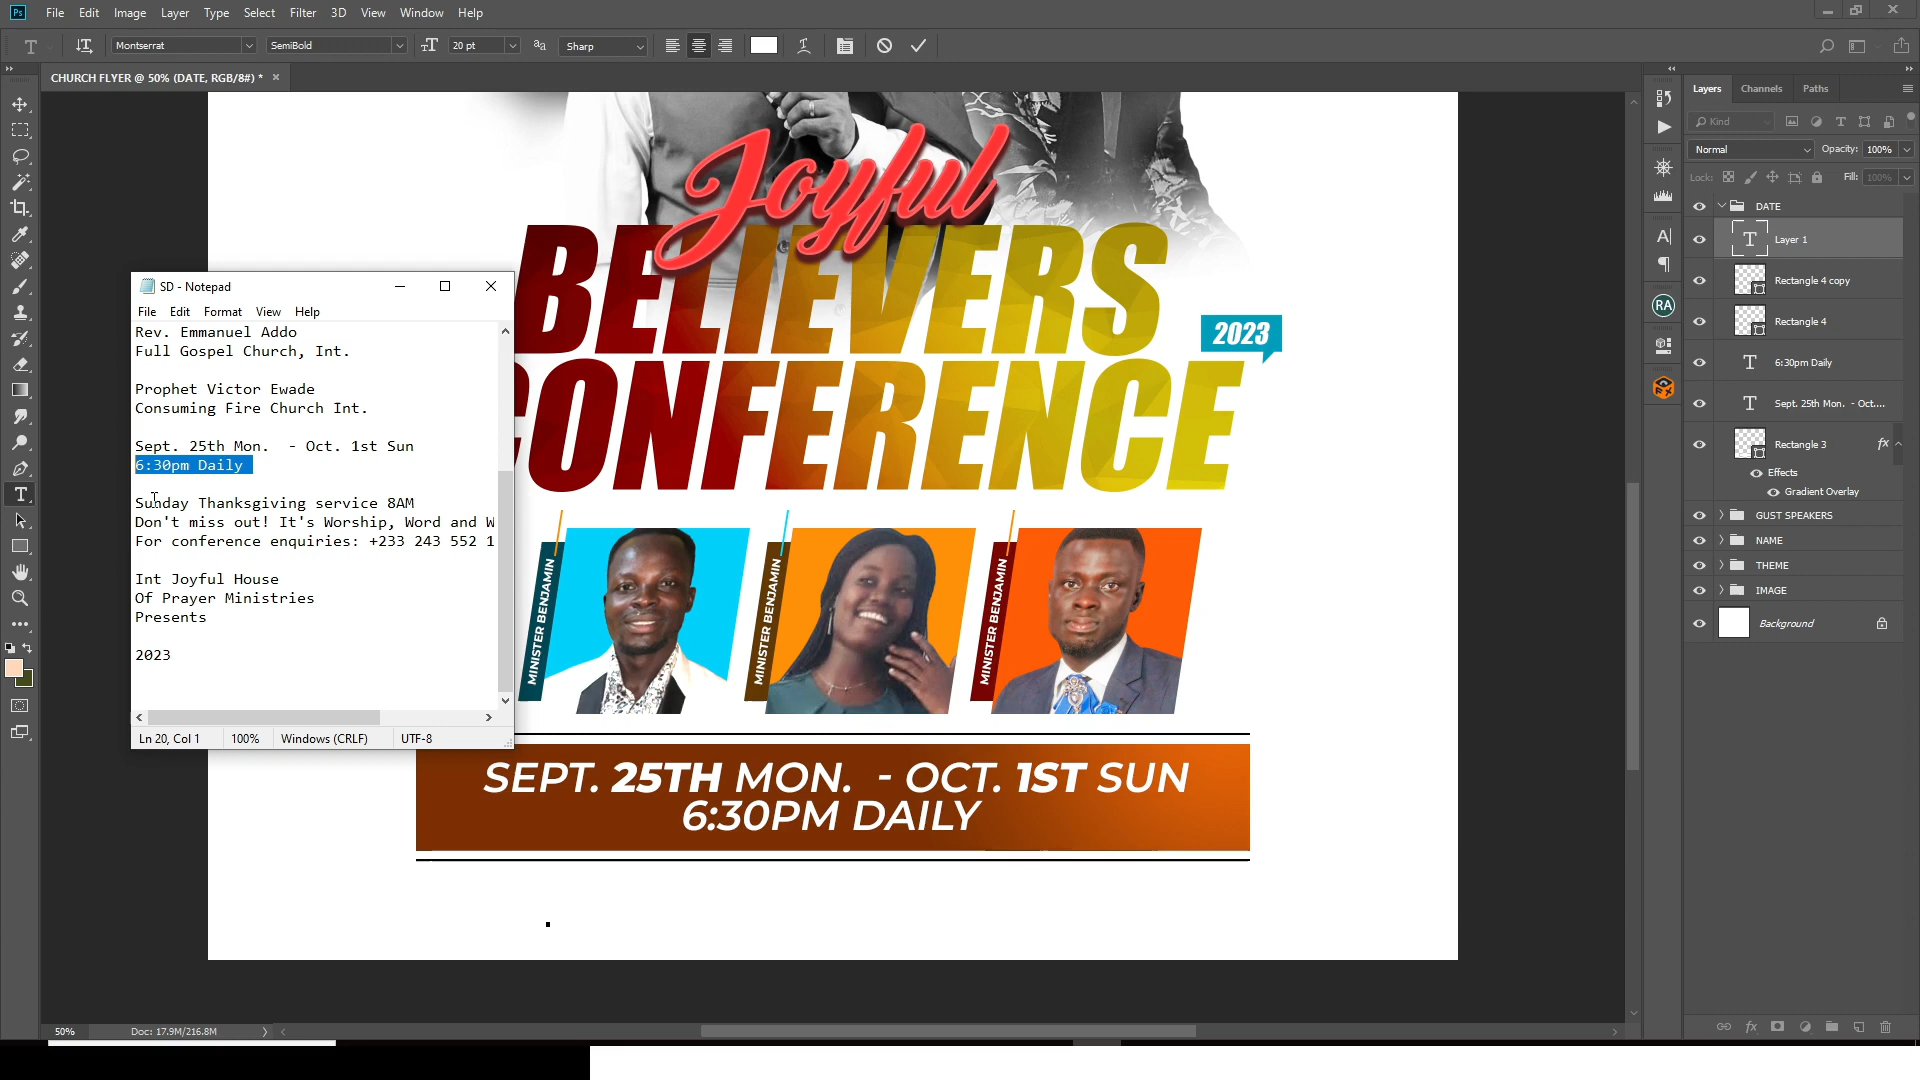 Ps File Edit Image Layer Type Select Filter 3D View Window Help
T Montserrat SemiBold 20 pt Sharp
CHURCH FLYER @ 50% (DATE, RGB/8#) *
Joyful
BELIEVERS
2023
CONFERENCE
MINISTER BENJAMIN
MINISTER BENJAMIN
MINISTER BENJAMIN
SEPT. 25TH MON.  - OCT. 1ST SUN
6:30PM DAILY
SD - Notepad
File Edit Format View Help
Rev. Emmanuel Addo
Full Gospel Church, Int.
Prophet Victor Ewade
Consuming Fire Church Int.
Sept. 25th Mon.  - Oct. 1st Sun
6:30pm Daily
Sunday Thanksgiving service 8AM
Don't miss out! It's Worship, Word and W
For conference enquiries: +233 243 552 1
Int Joyful House
Of Prayer Ministries
Presents
2023
Ln 20, Col 1 100% Windows (CRLF) UTF-8
50% Doc: 17.9M/216.8M
RA
Layers Channels Paths
Kind
Normal Opacity: 100%
Lock: Fill: 100%
DATE
T Layer 1
Rectangle 4 copy
Rectangle 4
T 6:30pm Daily
T Sept. 25th Mon.  - Oct....
Rectangle 3 fx
Effects
Gradient Overlay
GUST SPEAKERS
NAME
THEME
IMAGE
Background
fx